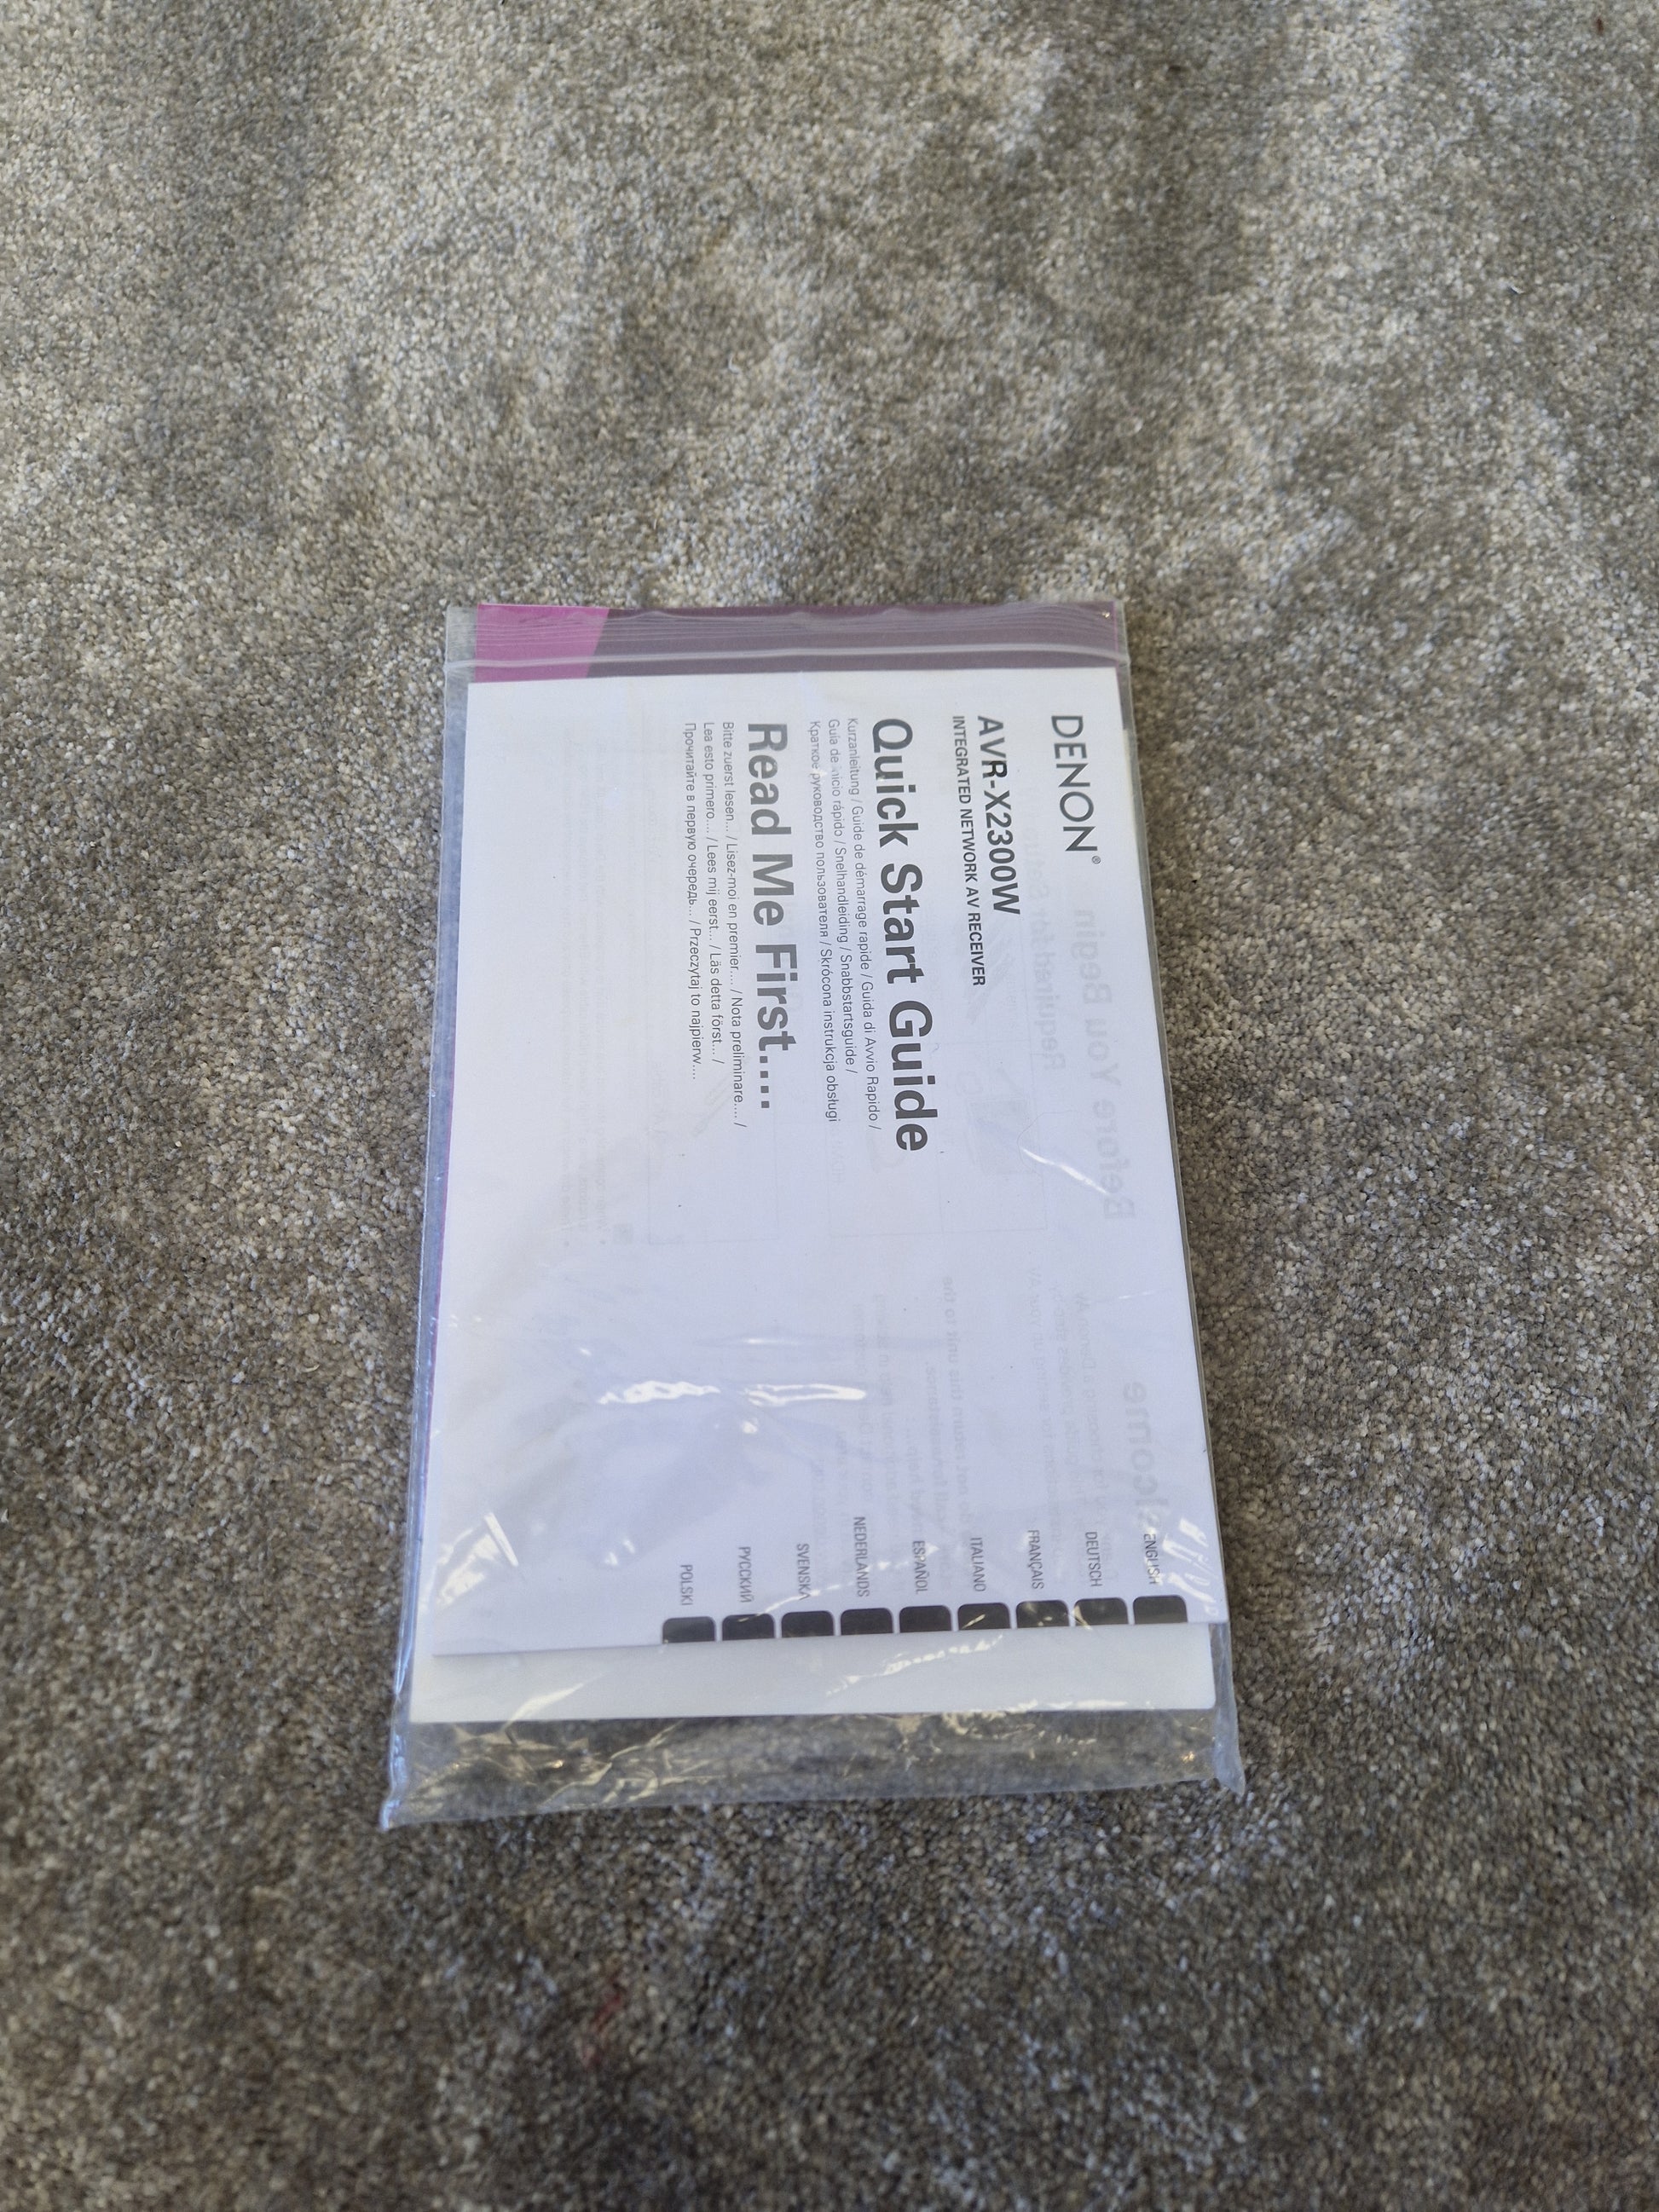 DENON®
AVR-X2300W
INTEGRATED NETWORK AV RECEIVER
Quick Start Guide
Kurzanleitung / Guide de démarrage rapide / Guida di Avvio Rapido /
Guía de inicio rápido / Snelhandleiding / Snabbstartsguide /
Краткое руководство пользователя / Skrócona instrukcja obsługi
Read Me First....
Bitte zuerst lesen.... / Lisez-moi en premier.... / Nota preliminare.... /
Lea esto primero.... / Lees mij eerst... / Läs detta först... /
Прочитайте в первую очередь... / Przeczytaj to najpierw....
ENGLISH
DEUTSCH
FRANÇAIS
ITALIANO
ESPAÑOL
NEDERLANDS
SVENSKA
РУССКИЙ
POLSKI
Before You Begin